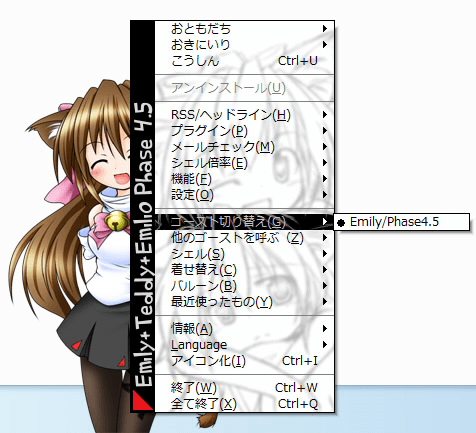 Emily+Teddy+Emilio Phase 4.5
おともだち
おきにいり
こうしん Ctrl+U
アンインストール(U)
RSS/ヘッドライン(H)
プラグイン(P)
メールチェック(M)
シェル倍率(E)
機能(F)
設定(O)
ゴースト切り替え(G)
● Emily/Phase4.5
他のゴーストを呼ぶ(Z)
シェル(S)
着せ替え(C)
バルーン(B)
最近使ったもの(Y)
情報(A)
Language
アイコン化(I) Ctrl+I
終了(W) Ctrl+W
全て終了(X) Ctrl+Q